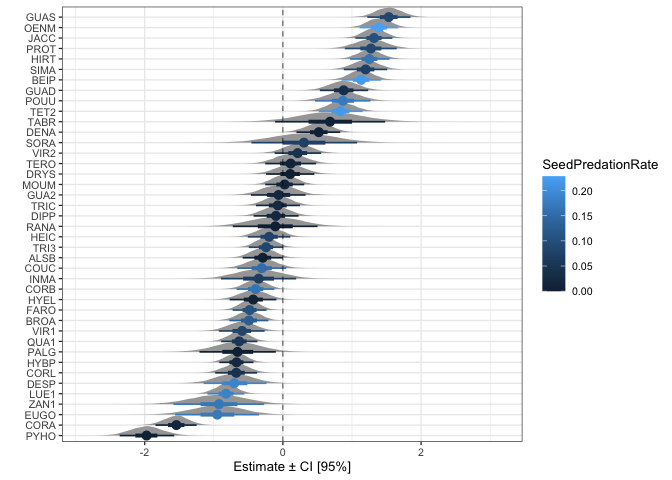 GUAS
OENM
JACC
PROT
HIRT
SIMA
BEIP
GUAD
POUU
TET2
TABR
DENA
SORA
VIR2
TERO
DRYS
MOUM
GUA2
TRIC
DIPP
RANA
HEIC
TRI3
ALSB
COUC
INMA
CORB
HYEL
FARO
BROA
VIR1
QUA1
PALG
HYBP
CORL
DESP
LUE1
ZAN1
EUGO
CORA
PYHO
-2 0 2
Estimate ± CI [95%]
SeedPredationRate
0.20
0.15
0.10
0.05
0.00